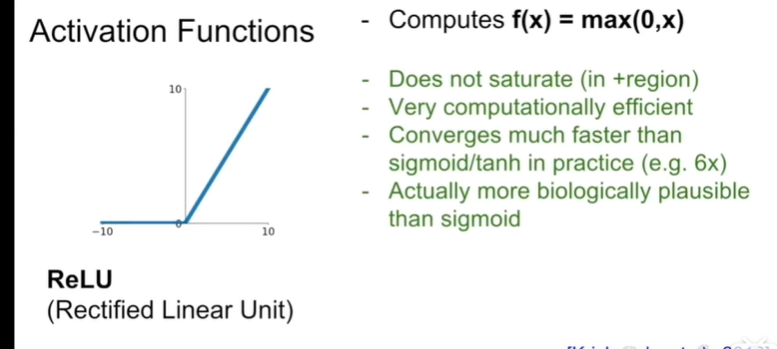 Activation Functions
- Computes f(x) = max(0,x)
- Does not saturate (in +region)
- Very computationally efficient
- Converges much faster than
sigmoid/tanh in practice (e.g. 6x)
- Actually more biologically plausible
than sigmoid
10
0
-10
10
ReLU
(Rectified Linear Unit)